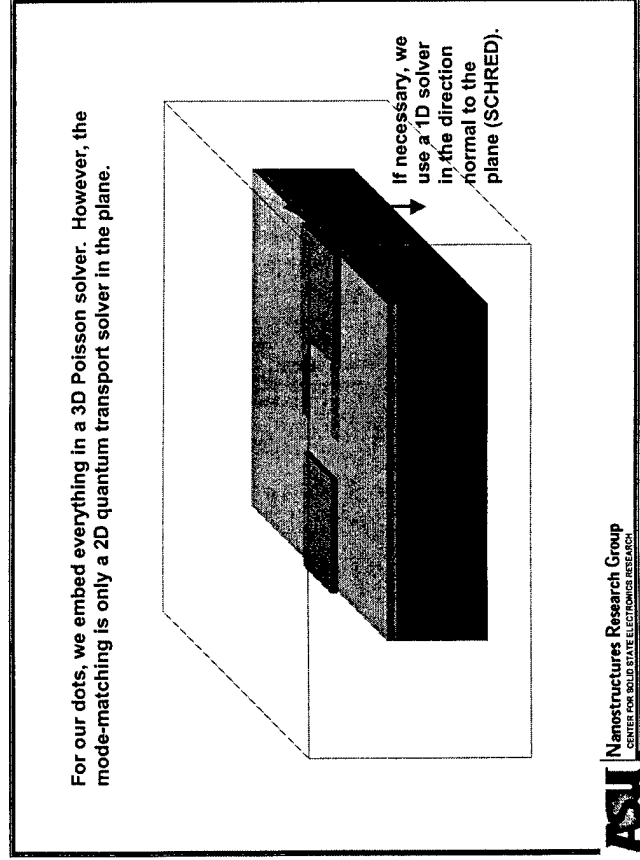 For our dots, we embed everything in a 3D Poisson solver. However, the
mode-matching is only a 2D quantum transport solver in the plane.
If necessary, we
use a 1D solver
in the direction
normal to the
plane (SCHRED).
ASU
Nanostructures Research Group
CENTER FOR SOLID STATE ELECTRONICS RESEARCH